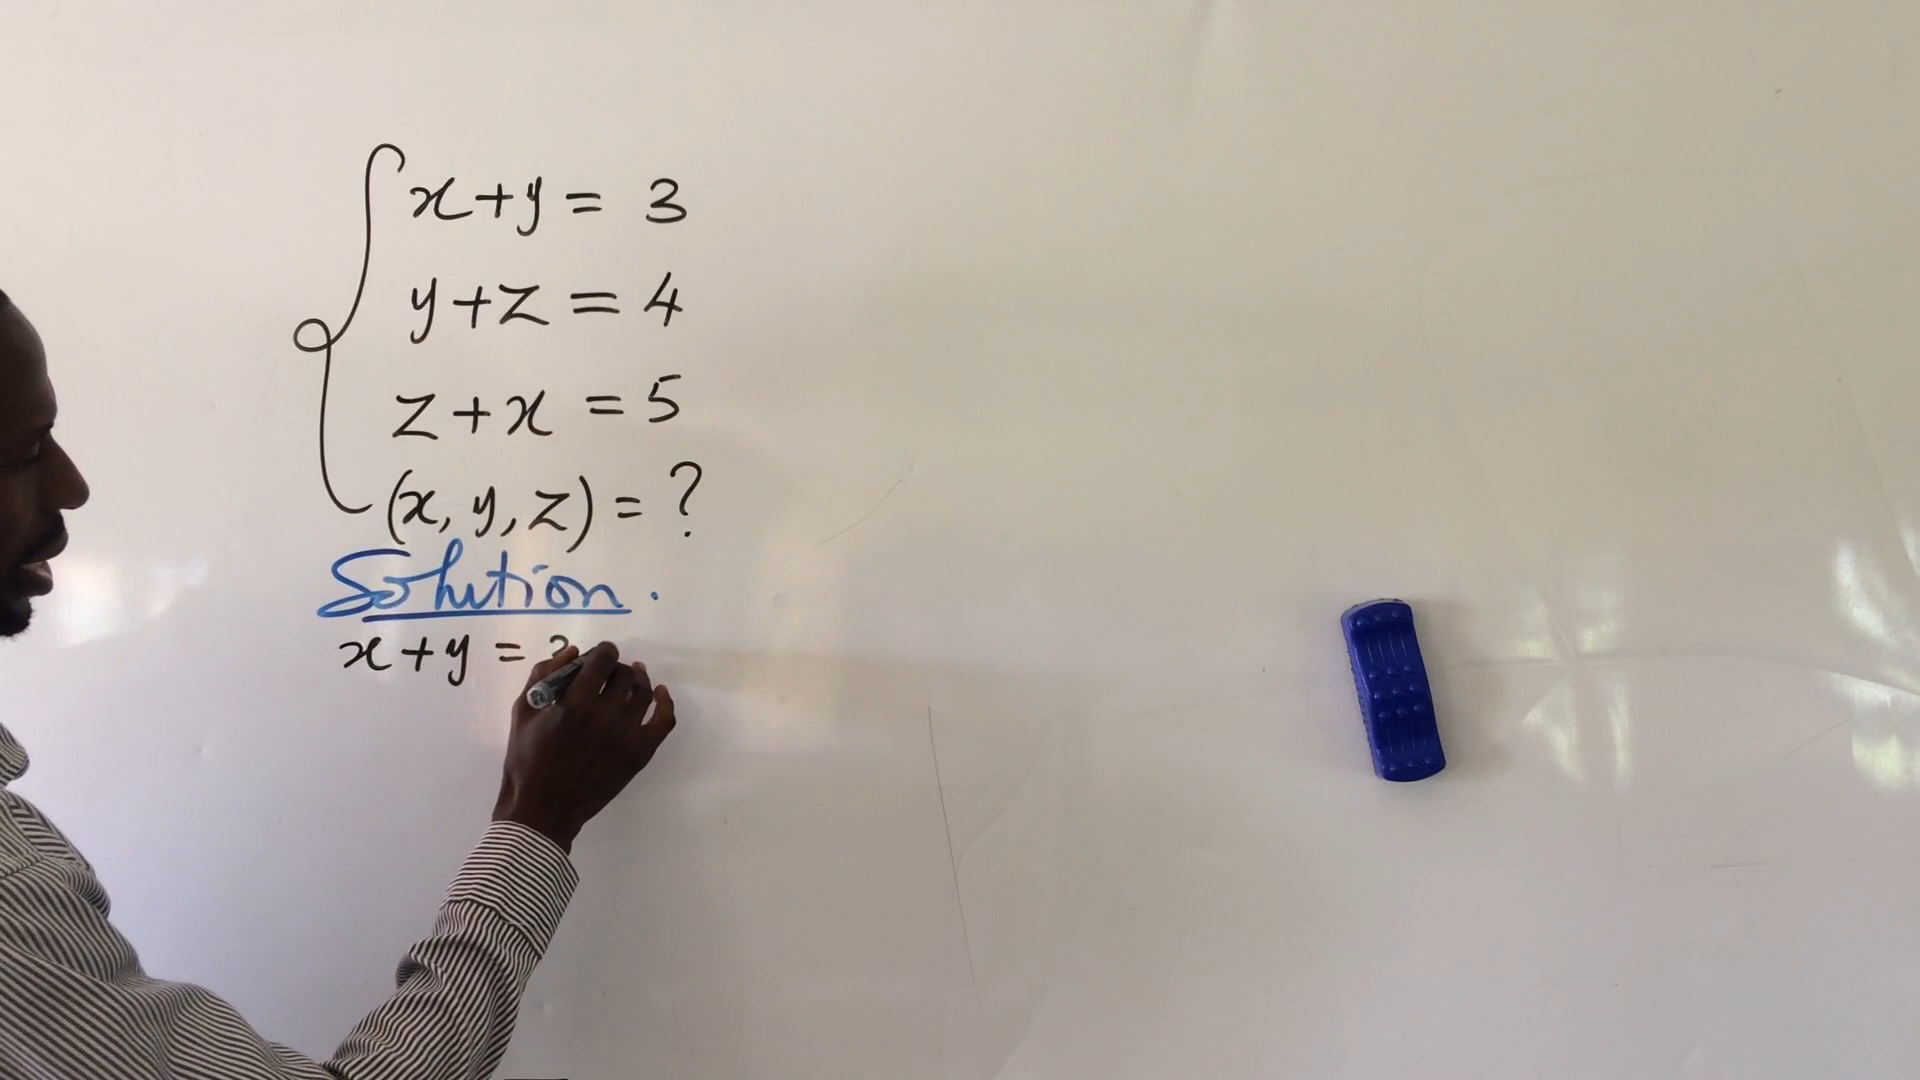 x+y = 3
y+z = 4
z+x = 5
(x, y, z) = ?
Solution.
x+y = 3